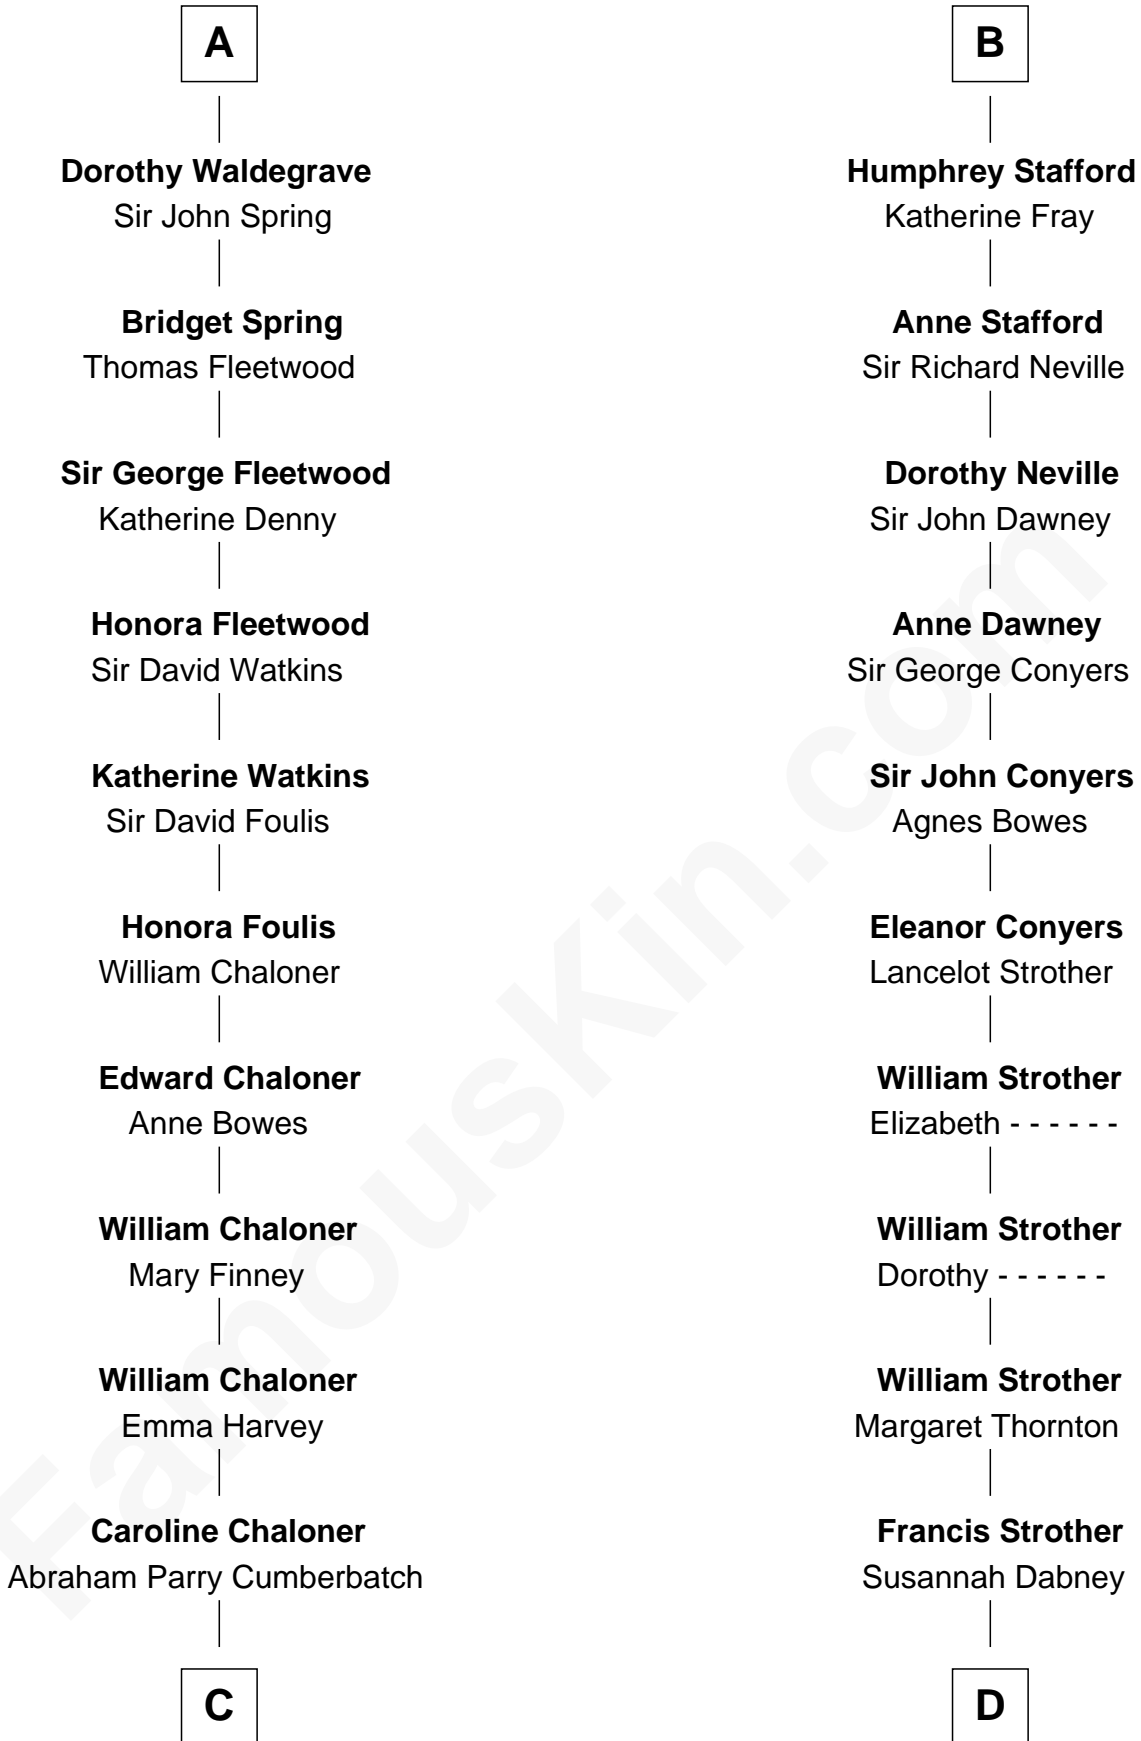 A
Dorothy Waldegrave
Sir John Spring
Bridget Spring
Thomas Fleetwood
Sir George Fleetwood
Katherine Denny
Honora Fleetwood
Sir David Watkins
Katherine Watkins
Sir David Foulis
Honora Foulis
William Chaloner
Edward Chaloner
Anne Bowes
William Chaloner
Mary Finney
William Chaloner
Emma Harvey
Caroline Chaloner
Abraham Parry Cumberbatch
C
B
Humphrey Stafford
Katherine Fray
Anne Stafford
Sir Richard Neville
Dorothy Neville
Sir John Dawney
Anne Dawney
Sir George Conyers
Sir John Conyers
Agnes Bowes
Eleanor Conyers
Lancelot Strother
William Strother
Elizabeth - - - - - -
William Strother
Dorothy - - - - - -
William Strother
Margaret Thornton
Francis Strother
Susannah Dabney
D
FamousKin.com